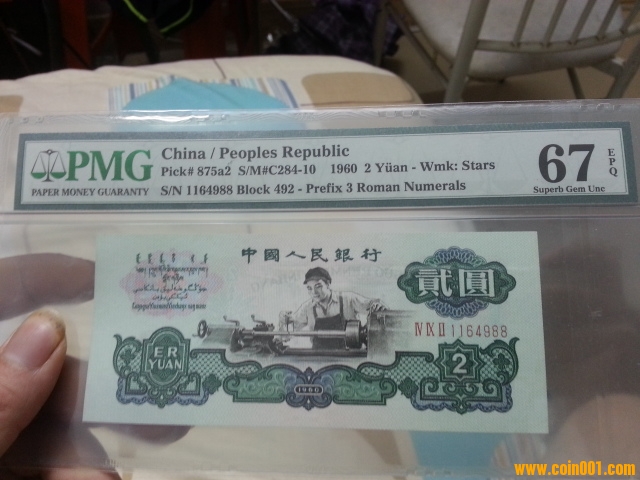 PMG
PAPER MONEY GUARANTY
China / Peoples Republic
Pick# 875a2 S/M#C284-10 1960 2 Yüan - Wmk: Stars
S/N 1164988 Block 492 - Prefix 3 Roman Numerals
67
EPQ
Superb Gem Unc
中國人民銀行
貳圓
ⅣⅨⅡ1164988
ER
YUAN
1960
2
www.coin001.com